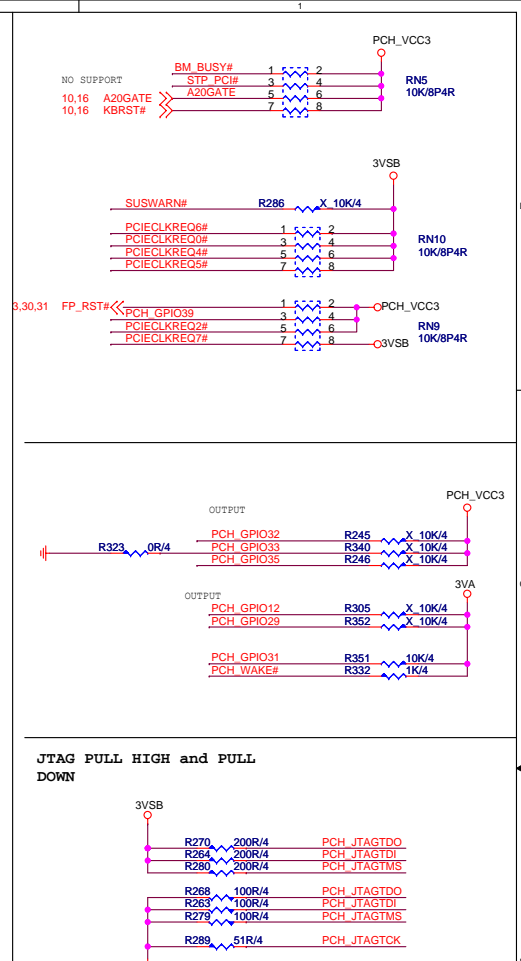 1
PCH_VCC3
BM_BUSY# 1 2
NO SUPPORT STP_PCI# 3 4 RN5
10,16 A20GATE A20GATE 5 6 10K/8P4R
10,16 KBRST# 7 8
3VSB
SUSWARN# R286 X_10K/4
PCIECLKREQ6# 1 2
PCIECLKREQ0# 3 4 RN10
PCIECLKREQ4# 5 6 10K/8P4R
PCIECLKREQ5# 7 8
3,30,31 FP_RST# 1 2 PCH_VCC3
PCH_GPIO39 3 4
PCIECLKREQ2# 5 6 RN9
PCIECLKREQ7# 7 8 3VSB 10K/8P4R
PCH_VCC3
OUTPUT
PCH_GPIO32 R245 X_10K/4
R323 0R/4 PCH_GPIO33 R340 X_10K/4
PCH_GPIO35 R246 X_10K/4
3VA
OUTPUT
PCH_GPIO12 R305 X_10K/4
PCH_GPIO29 R352 X_10K/4
PCH_GPIO31 R351 10K/4
PCH_WAKE# R332 1K/4
JTAG PULL HIGH and PULL
DOWN
3VSB
R270 200R/4 PCH_JTAGTDO
R264 200R/4 PCH_JTAGTDI
R280 200R/4 PCH_JTAGTMS
R268 100R/4 PCH_JTAGTDO
R263 100R/4 PCH_JTAGTDI
R279 100R/4 PCH_JTAGTMS
R289 51R/4 PCH_JTAGTCK